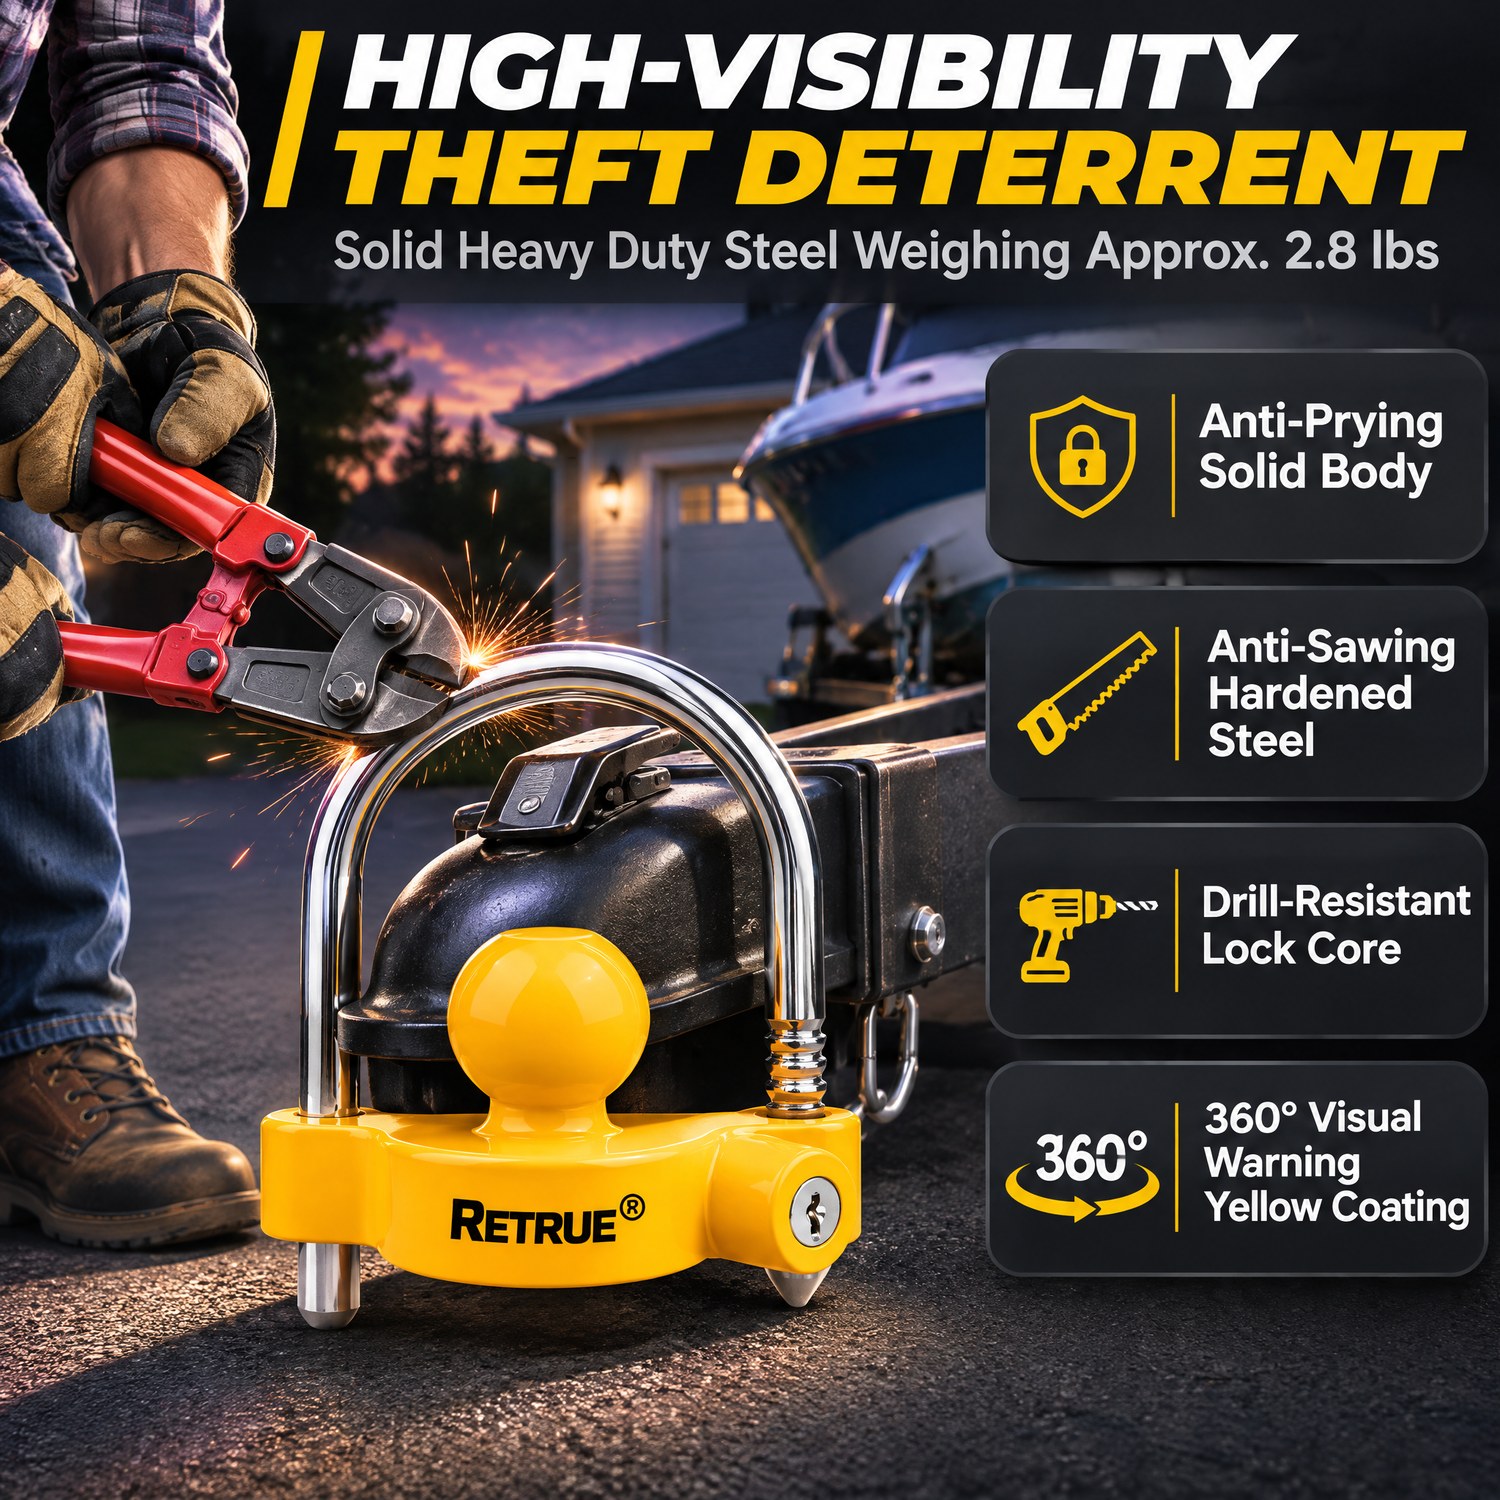 HIGH-VISIBILITY
THEFT DETERRENT
Solid Heavy Duty Steel Weighing Approx. 2.8 lbs
Anti-Prying
Solid Body
Anti-Sawing
Hardened
Steel
Drill-Resistant
Lock Core
360°
360° Visual
Warning
Yellow Coating
RETRUE®